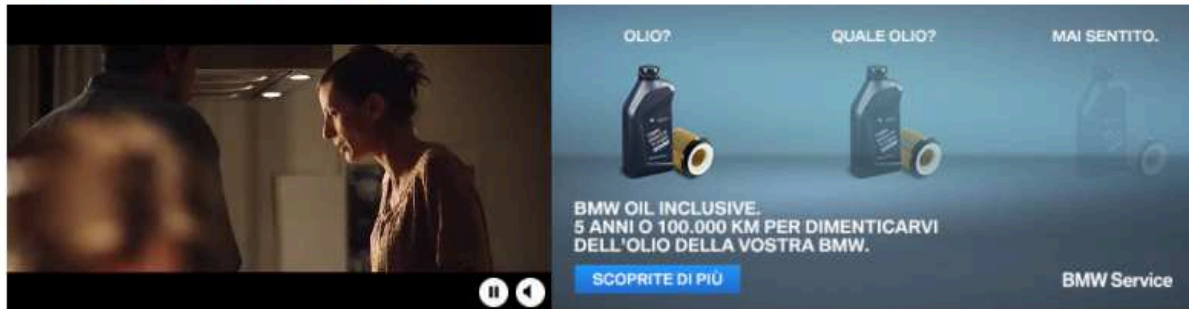 OLIO?
QUALE OLIO?
MAI SENTITO.
BMW OIL INCLUSIVE.
5 ANNI O 100.000 KM PER DIMENTICARVI
DELL'OLIO DELLA VOSTRA BMW.
SCOPRITE DI PIÙ
BMW Service